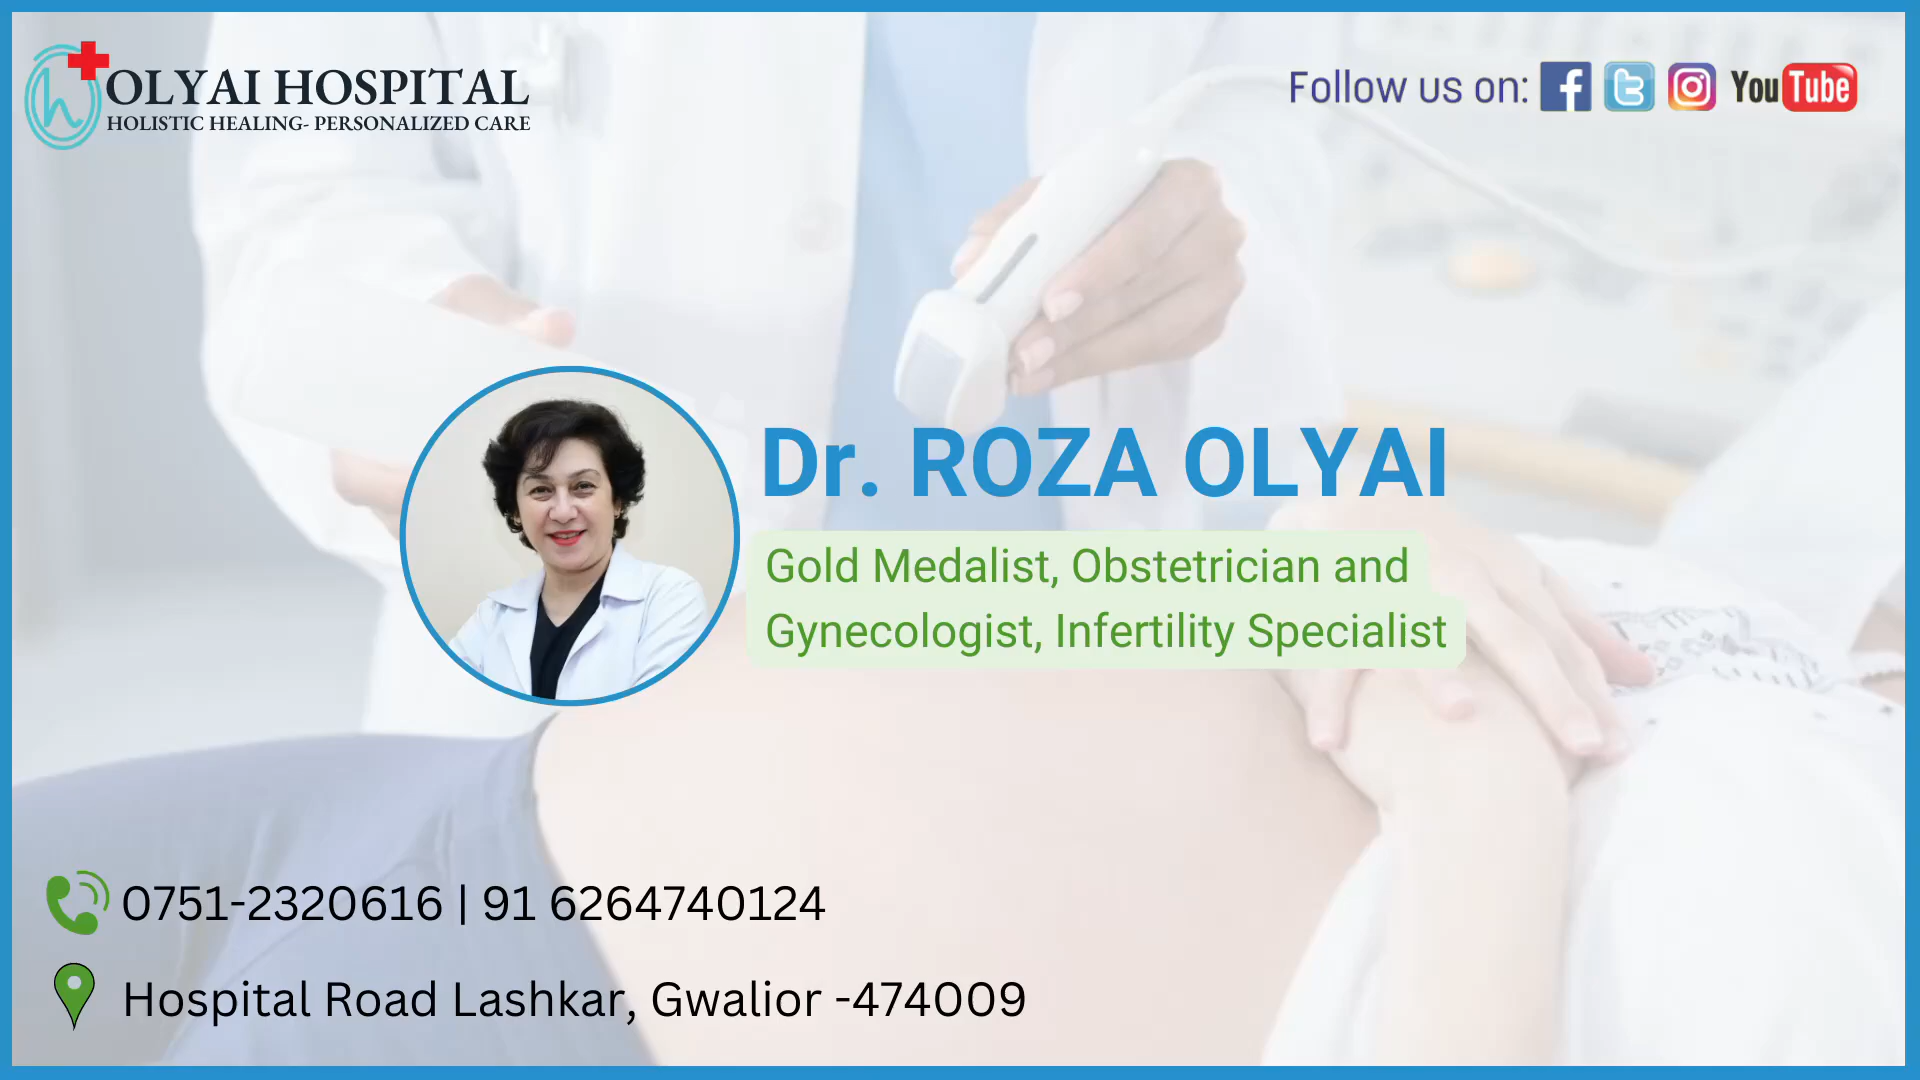 OLYAI HOSPITAL
HOLISTIC HEALING- PERSONALIZED CARE
Follow us on: f t YouTube
Dr. ROZA OLYAI
Gold Medalist, Obstetrician and
Gynecologist, Infertility Specialist
0751-2320616 | 91 6264740124
Hospital Road Lashkar, Gwalior -474009